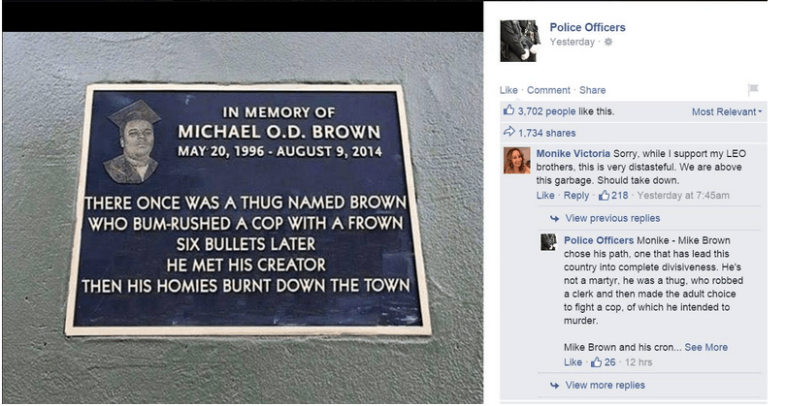 IN MEMORY OF
MICHAEL O.D. BROWN
MAY 20, 1996 - AUGUST 9, 2014
THERE ONCE WAS A THUG NAMED BROWN
WHO BUM-RUSHED A COP WITH A FROWN
SIX BULLETS LATER
HE MET HIS CREATOR
THEN HIS HOMIES BURNT DOWN THE TOWN
Police Officers
Yesterday ·
Like · Comment · Share
3,702 people like this.
Most Relevant
1,734 shares
Monike Victoria Sorry, while I support my LEO
brothers, this is very distasteful. We are above
this garbage. Should take down.
Like · Reply · 218 · Yesterday at 7:45am
View previous replies
Police Officers Monike - Mike Brown
chose his path, one that has lead this
country into complete divisiveness. He's
not a martyr, he was a thug, who robbed
a clerk and then made the adult choice
to fight a cop, of which he intended to
murder.
Mike Brown and his cron... See More
Like · 26 · 12 hrs
View more replies